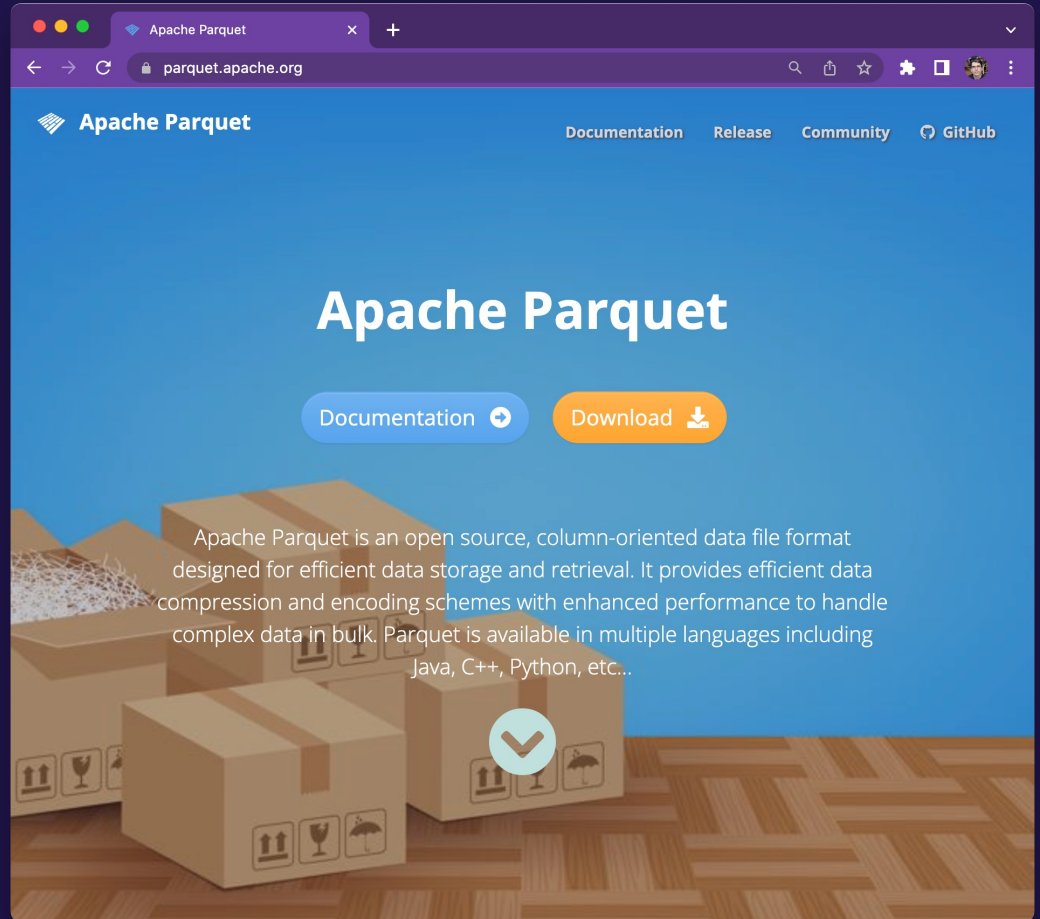 Apache Parquet
parquet.apache.org
Apache Parquet
Documentation Release Community GitHub
Apache Parquet
Documentation Download
Apache Parquet is an open source, column-oriented data file format
designed for efficient data storage and retrieval. It provides efficient data
compression and encoding schemes with enhanced performance to handle
complex data in bulk. Parquet is available in multiple languages including
Java, C++, Python, etc...